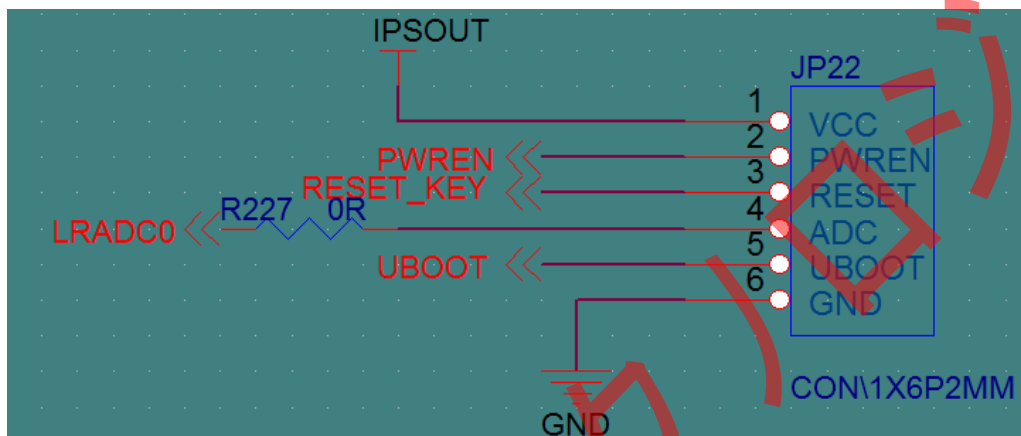 IPSOUT
JP22
1
VCC
2
PWREN
PWREN
3
RESET_KEY
RESET
4
R227 0R
LRADC0
ADC
5
UBOOT
UBOOT
6
GND
CON\1X6P2MM
GND